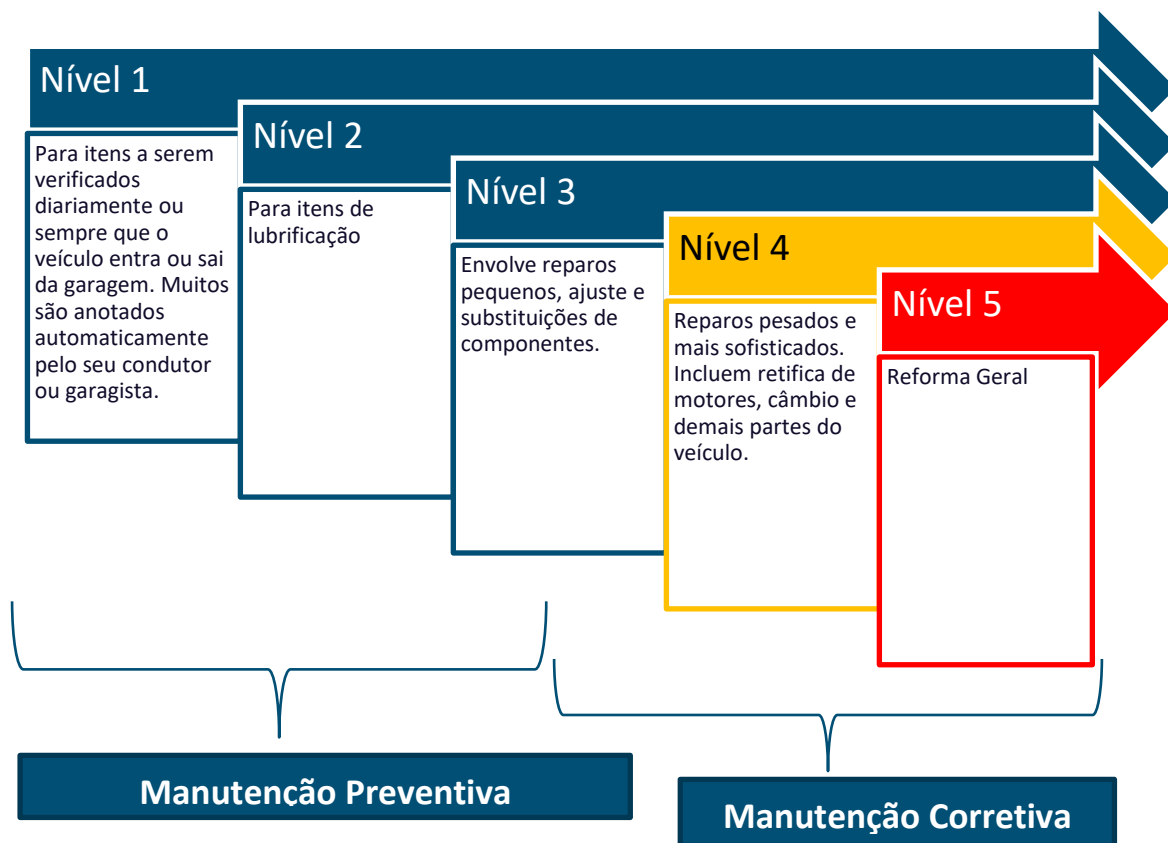 Nível 1
Para itens a serem
verificados
diariamente ou
sempre que o
veículo entra ou sai
da garagem. Muitos
são anotados
automaticamente
pelo seu condutor
ou garagista.
Nível 2
Para itens de
lubrificação
Nível 3
Envolve reparos
pequenos, ajuste e
substituições de
componentes.
Nível 4
Reparos pesados e
mais sofisticados.
Incluem retifica de
motores, câmbio e
demais partes do
veículo.
Nível 5
Reforma Geral
Manutenção Preventiva
Manutenção Corretiva